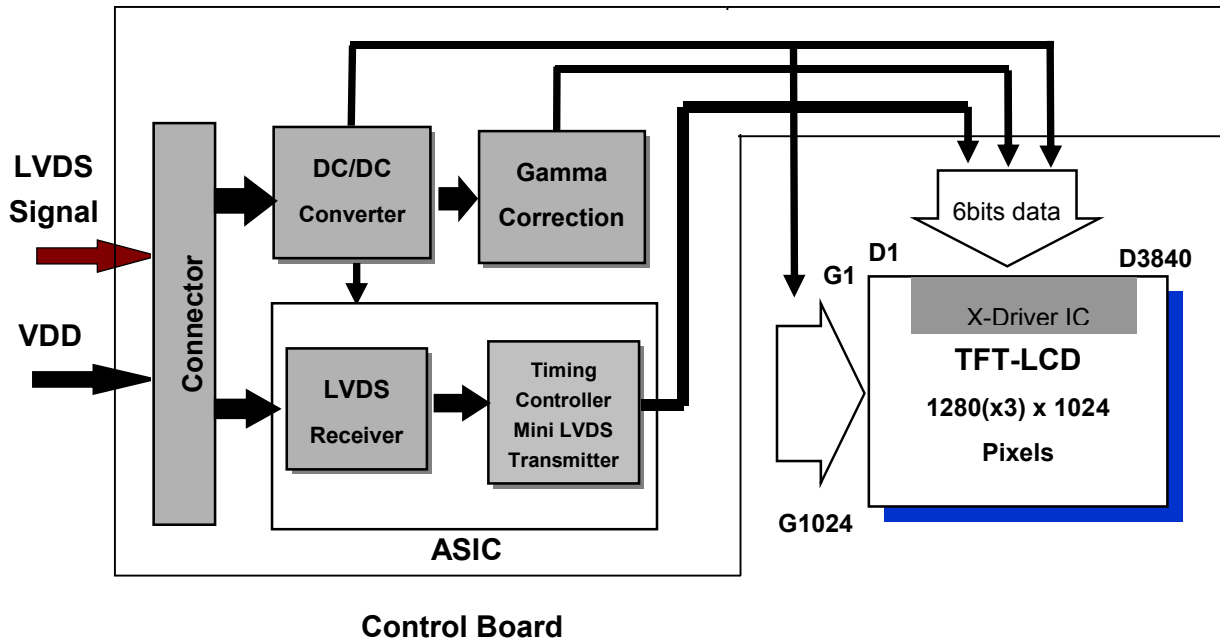 LVDS
Signal
VDD
Connector
DC/DC
Converter
Gamma
Correction
LVDS
Receiver
Timing
Controller
Mini LVDS
Transmitter
ASIC
Control Board
6bits data
D1
D3840
G1
G1024
X-Driver IC
TFT-LCD
1280(x3) x 1024
Pixels